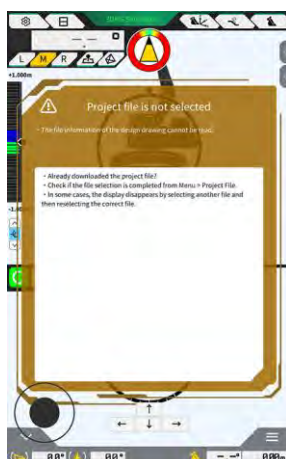 L M R
+1.000m
Project file is not selected
・The file information of the design drawing cannot be read.
・Already downloaded the project file?
・Check if the file selection is completed from Menu > Project File.
・In some cases, the display disappears by selecting another file and
then reselecting the correct file.